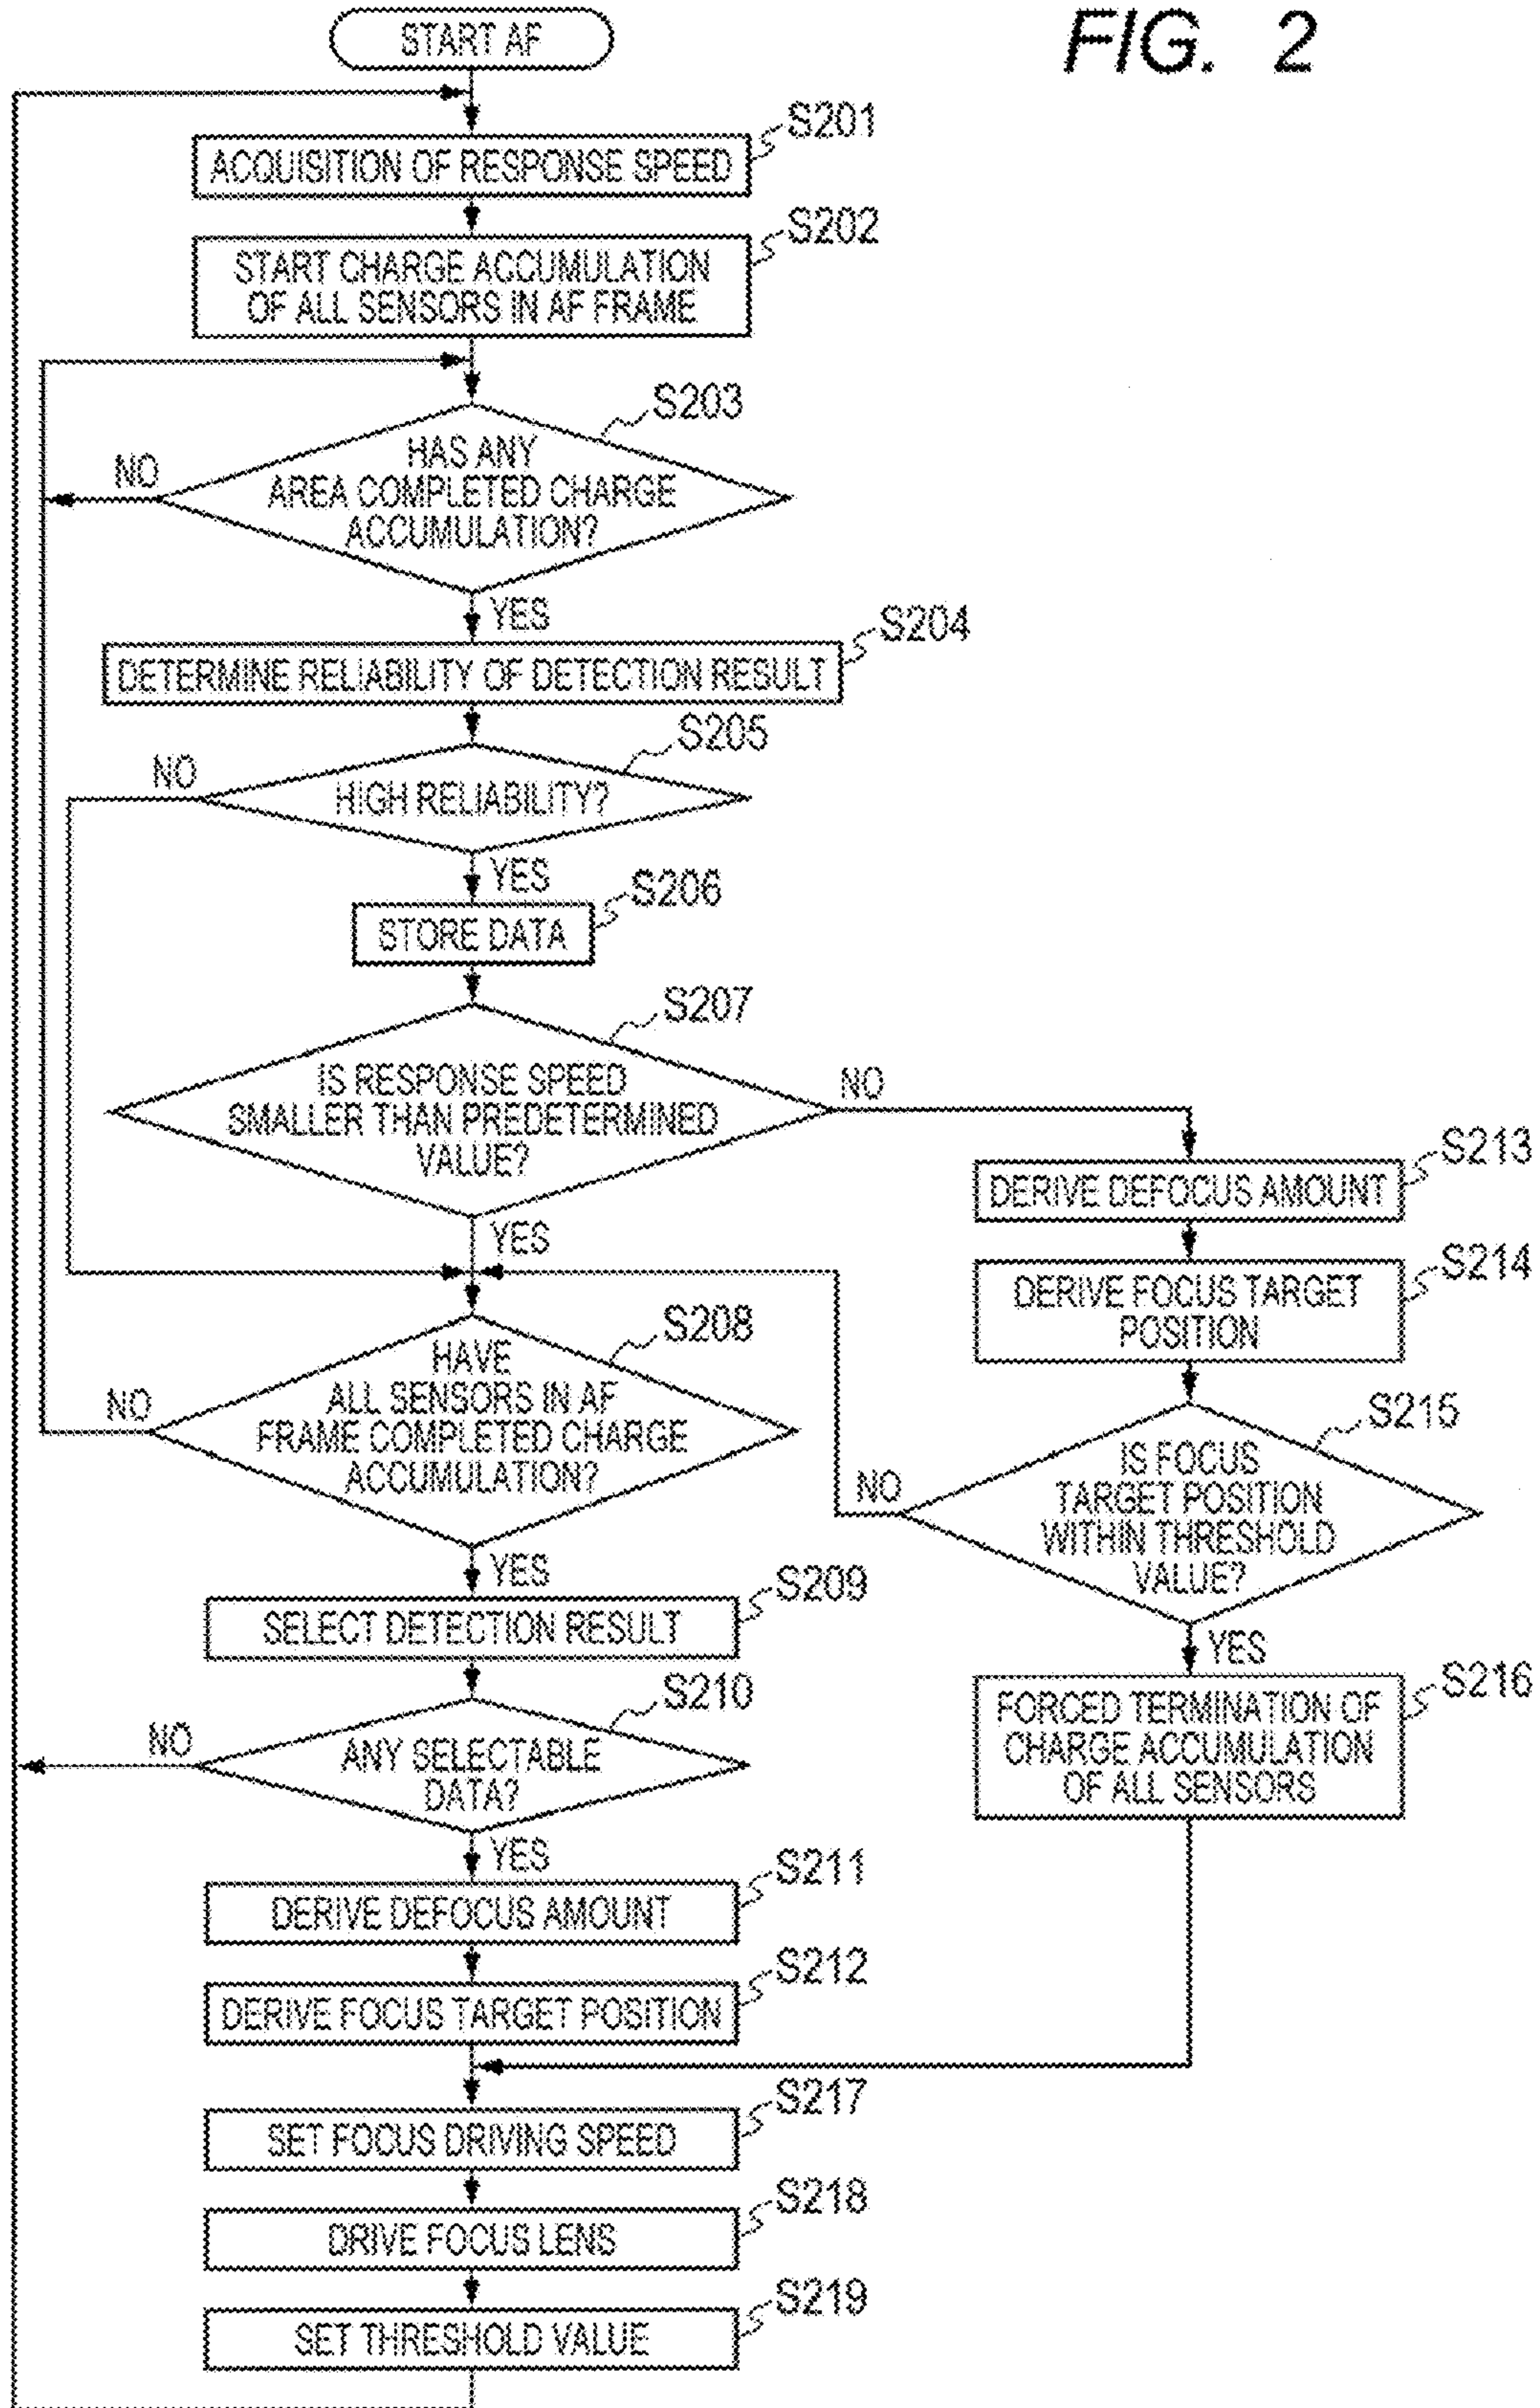 FIG. 2
START AF
S201
ACQUISITION OF RESPONSE SPEED
S202
START CHARGE ACCUMULATION
OF ALL SENSORS IN AF FRAME
S203
HAS ANY
AREA COMPLETED CHARGE
ACCUMULATION?
NO
YES
S204
DETERMINE RELIABILITY OF DETECTION RESULT
S205
HIGH RELIABILITY?
NO
YES
S206
STORE DATA
S207
IS RESPONSE SPEED
SMALLER THAN PREDETERMINED
VALUE?
NO
YES
S213
DERIVE DEFOCUS AMOUNT
S214
DERIVE FOCUS TARGET
POSITION
S208
HAVE
ALL SENSORS IN AF
FRAME COMPLETED CHARGE
ACCUMULATION?
NO
YES
S215
IS FOCUS
TARGET POSITION
WITHIN THRESHOLD
VALUE?
NO
YES
S209
SELECT DETECTION RESULT
S216
FORCED TERMINATION OF
CHARGE ACCUMULATION
OF ALL SENSORS
S210
ANY SELECTABLE
DATA?
NO
YES
S211
DERIVE DEFOCUS AMOUNT
S212
DERIVE FOCUS TARGET POSITION
S217
SET FOCUS DRIVING SPEED
S218
DRIVE FOCUS LENS
S219
SET THRESHOLD VALUE